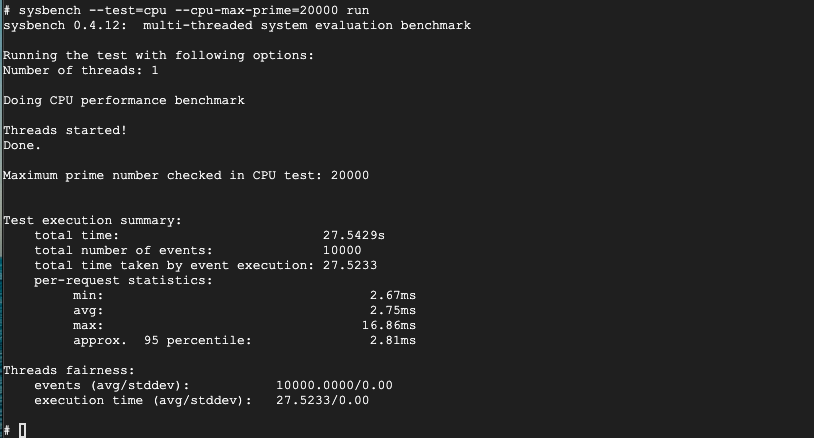 # sysbench --test=cpu --cpu-max-prime=20000 run
sysbench 0.4.12:  multi-threaded system evaluation benchmark
Running the test with following options:
Number of threads: 1
Doing CPU performance benchmark
Threads started!
Done.
Maximum prime number checked in CPU test: 20000
Test execution summary:
    total time:                          27.5429s
    total number of events:              10000
    total time taken by event execution: 27.5233
    per-request statistics:
         min:                                  2.67ms
         avg:                                  2.75ms
         max:                                 16.86ms
         approx.  95 percentile:               2.81ms
Threads fairness:
    events (avg/stddev):           10000.0000/0.00
    execution time (avg/stddev):   27.5233/0.00
#